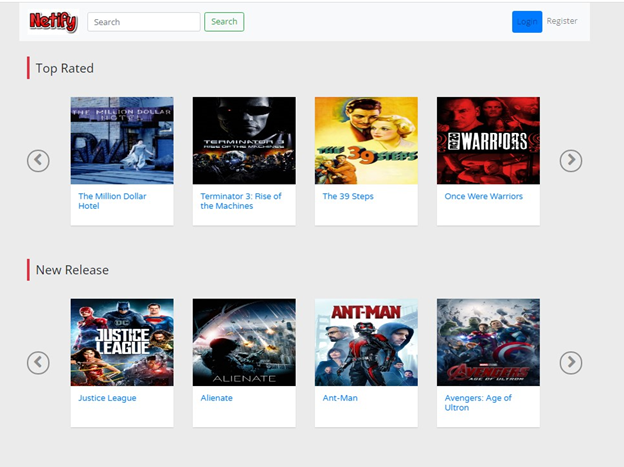 Netify
Search
Search
Login
Register
Top Rated
THE MILLION DOLLAR
HOTEL
TERMINATOR 3
RISE OF THE MACHINES
THE 39 STEPS
WARRIORS
The Million Dollar
Hotel
Terminator 3: Rise of
the Machines
The 39 Steps
Once Were Warriors
New Release
DC
JUSTICE
LEAGUE
ALIENATE
ANT-MAN
AVENGERS
AGE OF ULTRON
Justice League
Alienate
Ant-Man
Avengers: Age of
Ultron